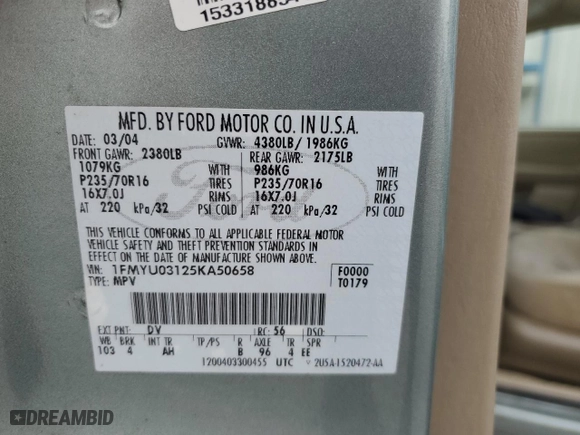 MFD. BY FORD MOTOR CO. IN U.S.A.
DATE: 03/04 GVWR: 4380LB/ 1986KG
FRONT GAWR: 2380LB REAR GAWR: 2175LB
1079KG WITH 986KG WITH
P235/70R16 TIRES P235/70R16 TIRES
16X7.0J RIMS 16X7.0J RIMS
AT 220 kPa/32 PSI COLD AT 220 kPa/32 PSI COLD
THIS VEHICLE CONFORMS TO ALL APPLICABLE FEDERAL MOTOR
VEHICLE SAFETY AND THEFT PREVENTION STANDARDS IN
EFFECT ON THE DATE OF MANUFACTURE SHOWN ABOVE.
VIN: 1FMYU03125KA50658 F0000
TYPE: MPV T0179
EXT PNT: DV RC: 56 DSO:
WB BRK INT TR TP/PS R AXLE TR SPR
103 4 AH B 96 4 EE
1200403300455 UTC 2U5A1520472-AA
DREAMBID